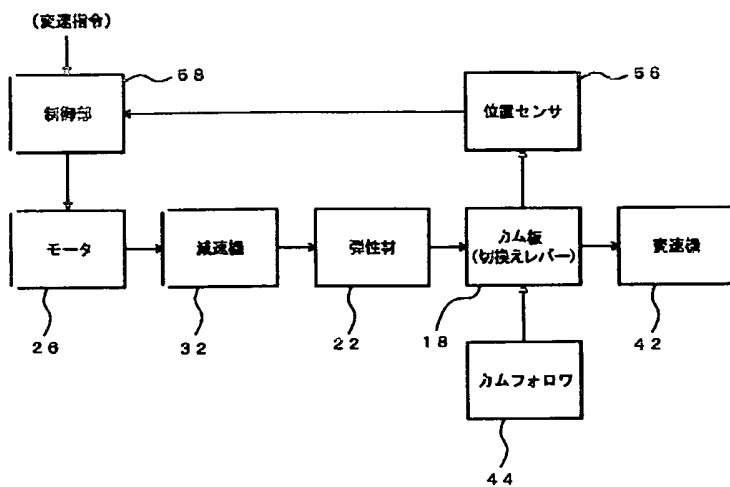 (変速指令)
58
56
制御部
位置センサ
モータ
減速機
弾性材
カム板
(切換えレバー)
変速機
26
32
22
18
42
カムフォロワ
44